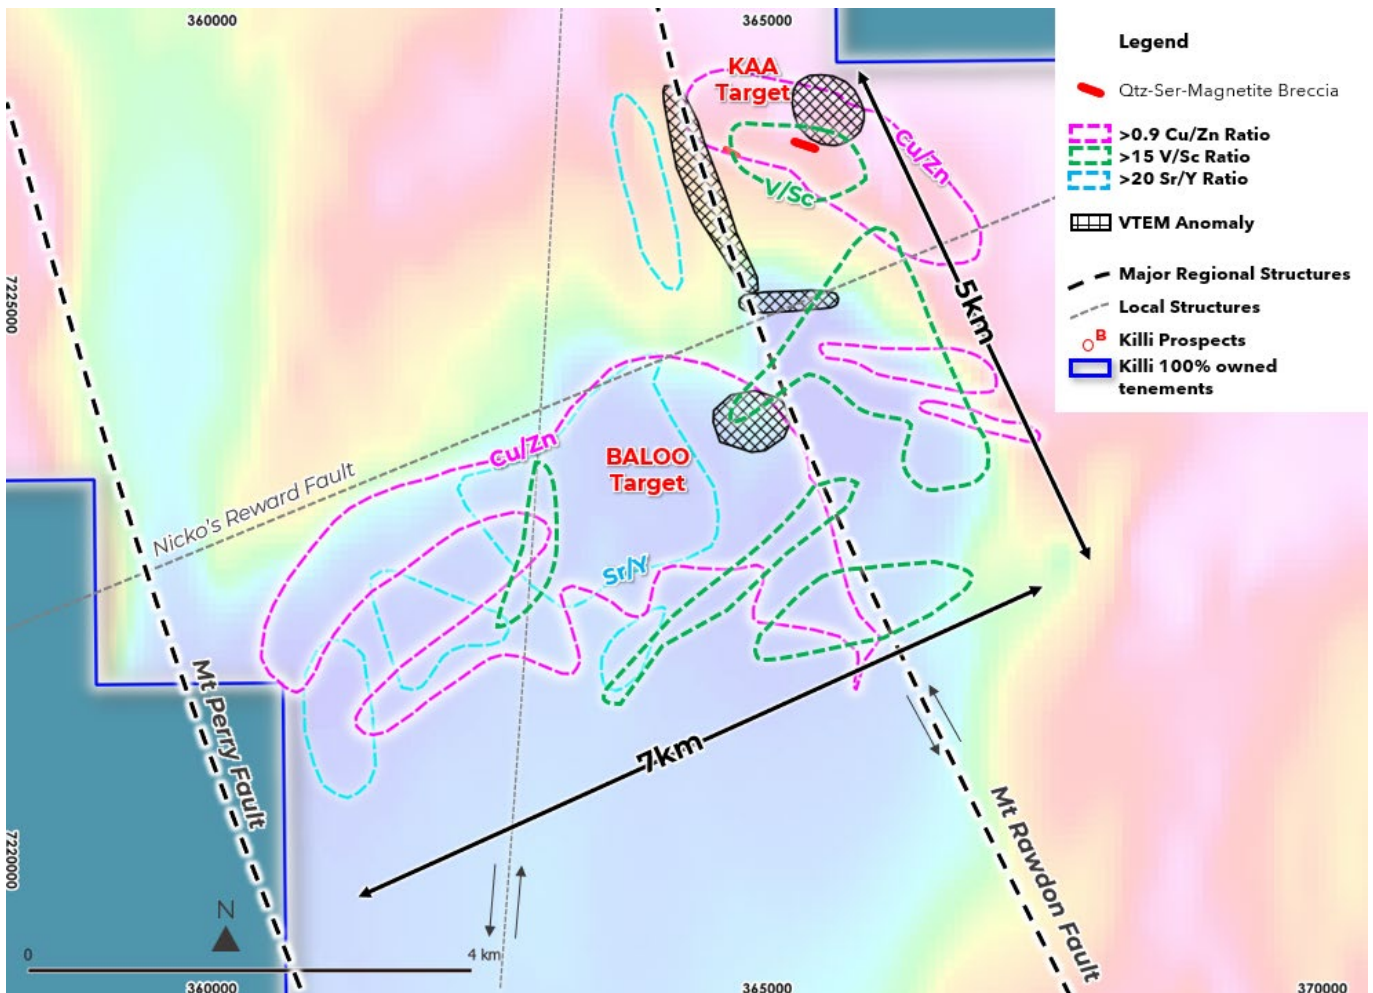 360000
365000
KAA
Target
Cu/Zn
V/Sc
7225000
5km
Cu/Zn
BALOO
Target
Nicko's Reward Fault
Sr/Y
Mt Perry Fault
7km
Mt Rawdon Fault
7220000
N
0
4 km
360000
365000
370000
Legend
Qtz-Ser-Magnetite Breccia
>0.9 Cu/Zn Ratio
>15 V/Sc Ratio
>20 Sr/Y Ratio
VTEM Anomaly
Major Regional Structures
Local Structures
B
Killi Prospects
Killi 100% owned
tenements